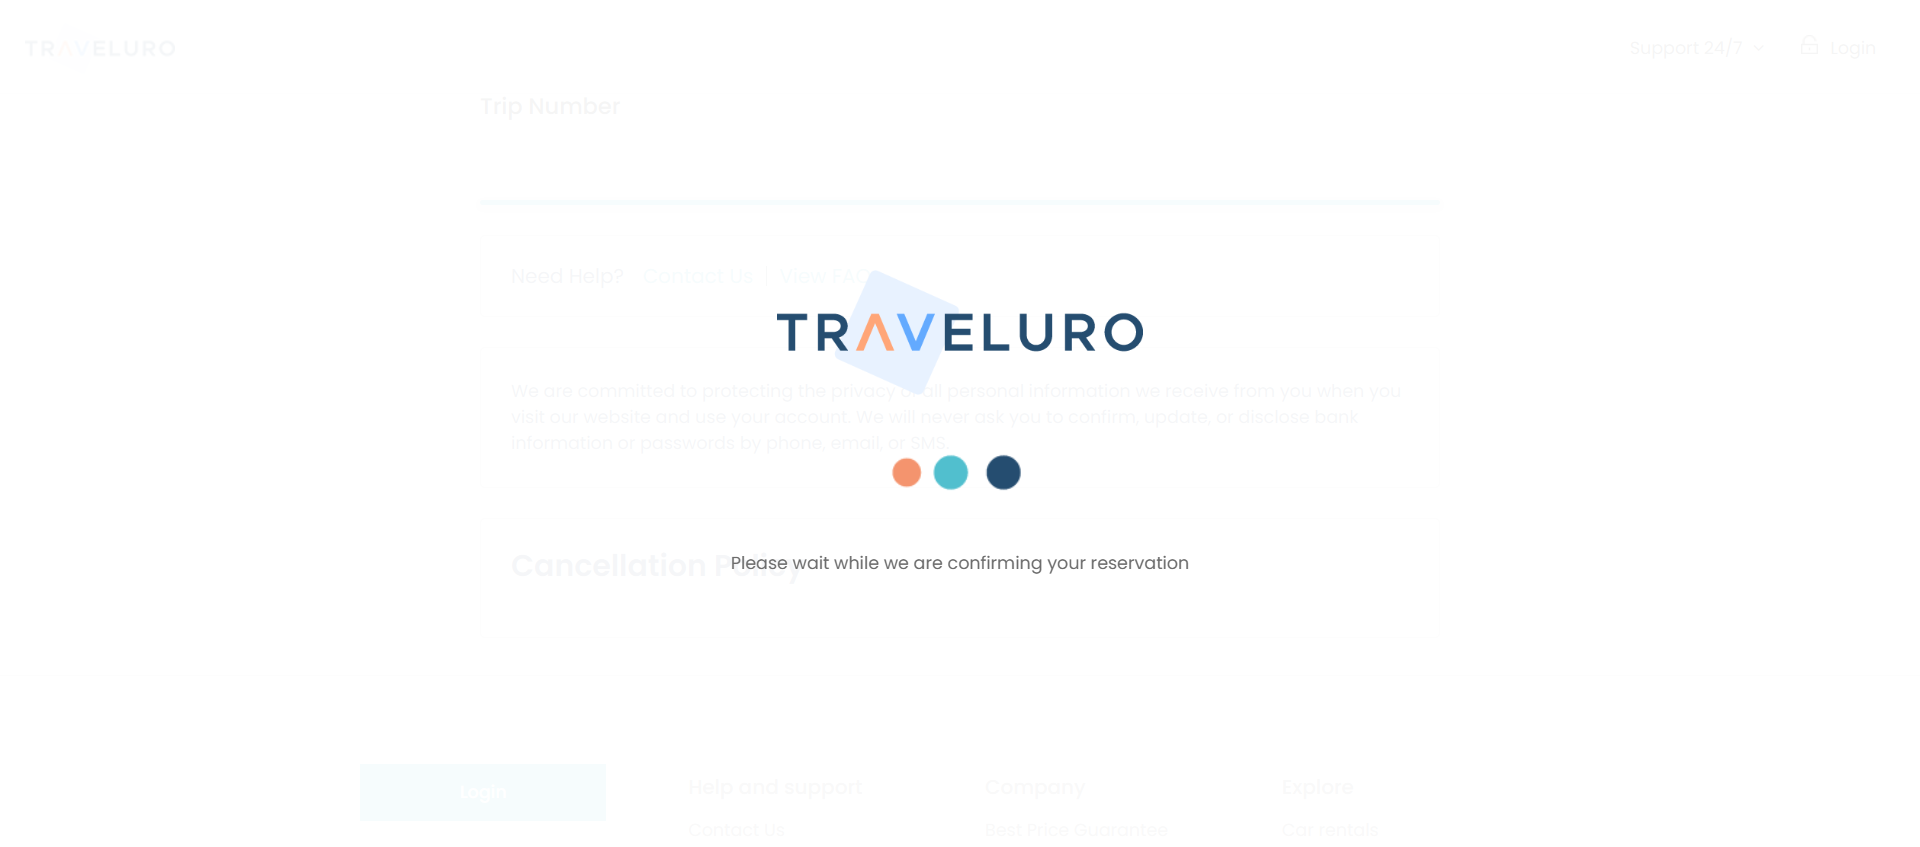 TRAVELURO
Support 24/7
Login
Trip Number
Need Help? Contact Us | View FAQ
TRAVELURO
We are committed to protecting the privacy of all personal information we receive from you when you
visit our website and use your account. We will never ask you to confirm, update, or disclose bank
information or passwords by phone, email, or SMS.
Cancellation Policy
Please wait while we are confirming your reservation
Login
Help and support
Company
Explore
Contact Us
Best Price Guarantee
Car rentals